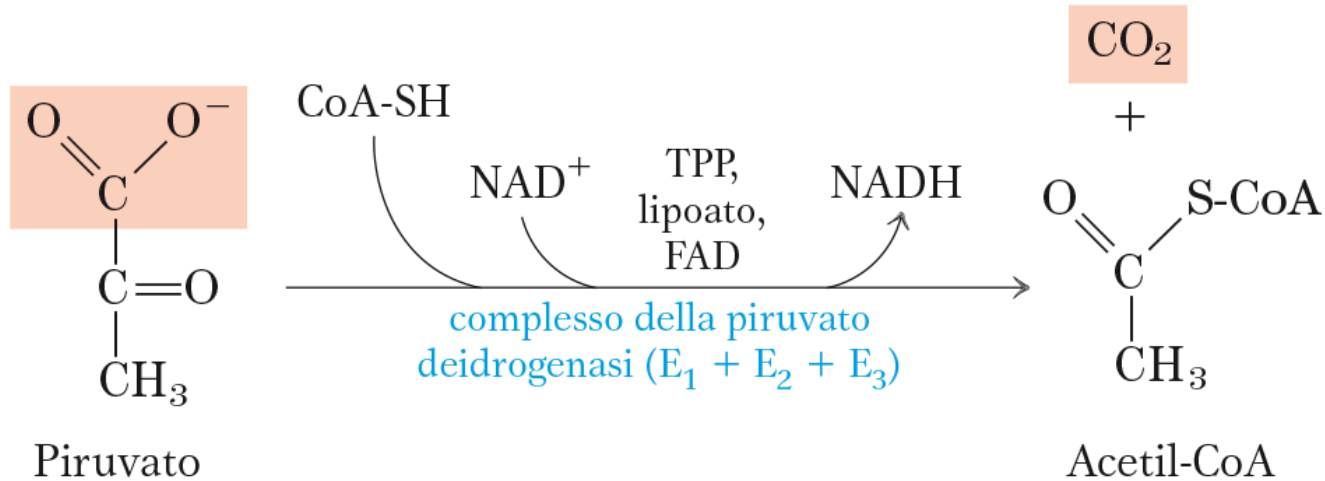 O O⁻
C
C=O
CH₃
Piruvato
CoA-SH
NAD⁺
TPP,
lipoato,
FAD
NADH
complesso della piruvato
deidrogenasi (E₁ + E₂ + E₃)
CO₂
+
O S-CoA
C
CH₃
Acetil-CoA